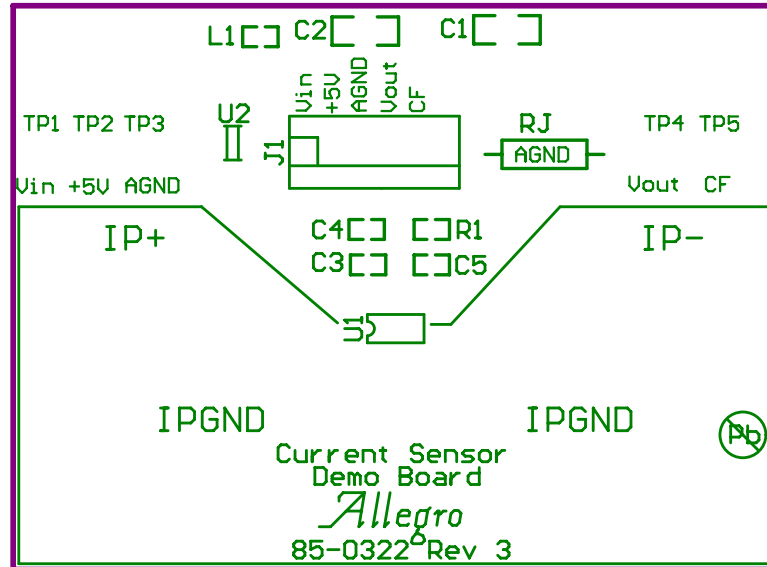 L1 C2 C1
Vin
+5V
AGND
Vout
CF
TP1 TP2 TP3
U2
J1
RJ
AGND
TP4 TP5
Vin +5V AGND
Vout CF
IP+
C4
R1
IP-
C3
C5
U1
IPGND
IPGND
Pb
Current Sensor
Demo Board
Allegro
85-0322 Rev 3